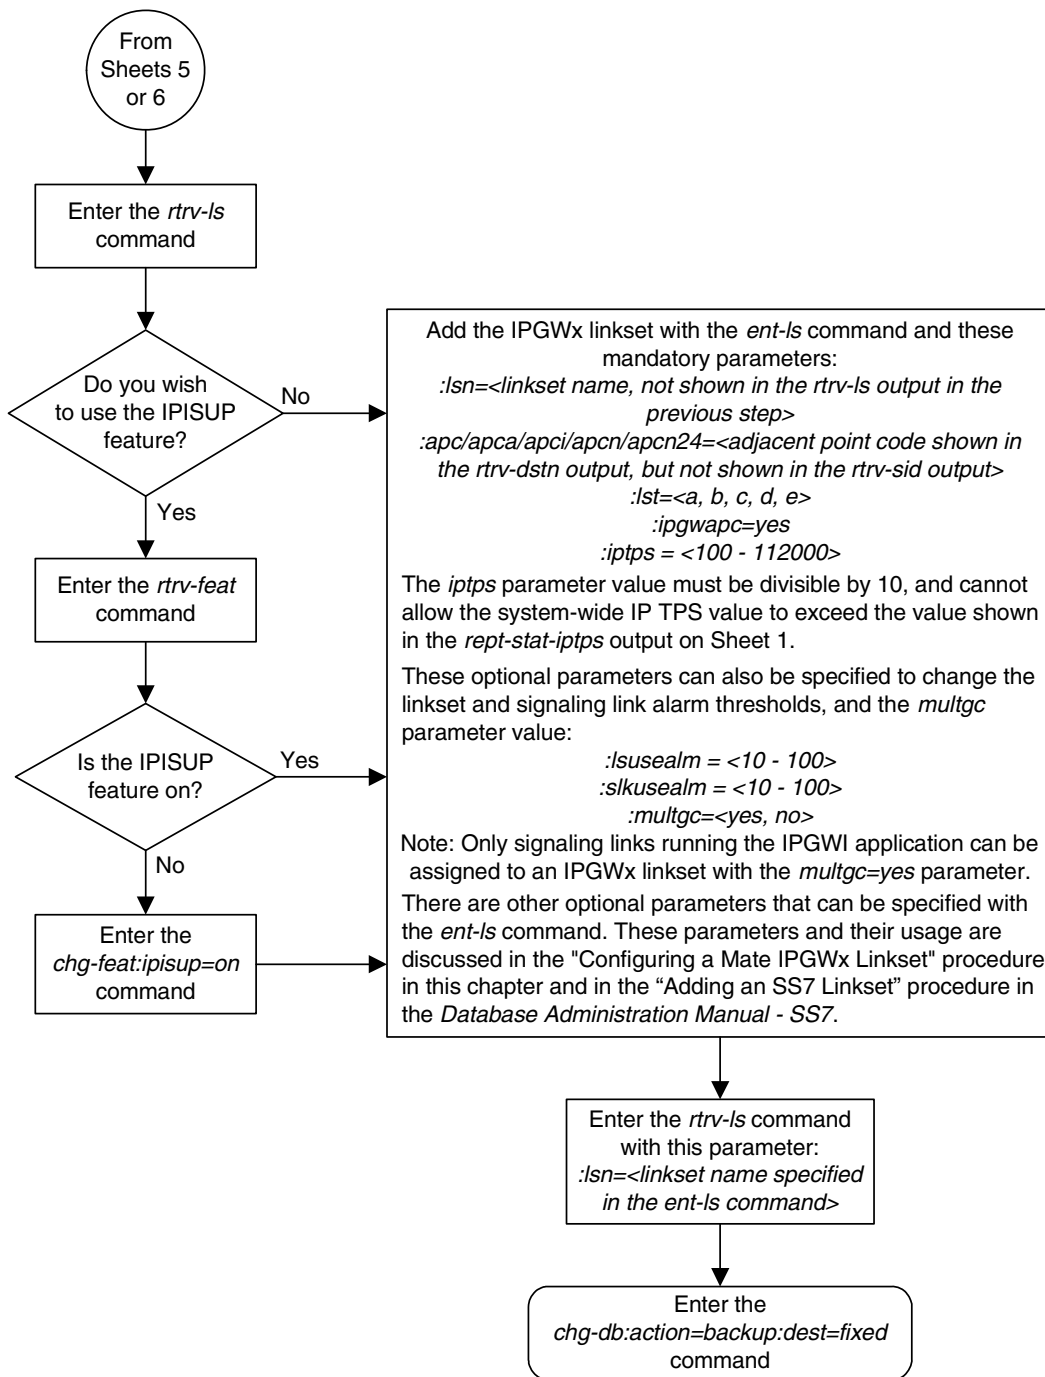 From
Sheets 5
or 6
Enter the rtrv-ls
command
Do you wish
to use the IPISUP
feature?
No
Yes
Enter the rtrv-feat
command
Is the IPISUP
feature on?
Yes
No
Enter the
chg-feat:ipisup=on
command
Add the IPGWx linkset with the ent-ls command and these
mandatory parameters:
:lsn=<linkset name, not shown in the rtrv-ls output in the
previous step>
:apc/apca/apci/apcn/apcn24=<adjacent point code shown in
the rtrv-dstn output, but not shown in the rtrv-sid output>
:lst=<a, b, c, d, e>
:ipgwapc=yes
:iptps = <100 - 112000>
The iptps parameter value must be divisible by 10, and cannot
allow the system-wide IP TPS value to exceed the value shown
in the rept-stat-iptps output on Sheet 1.
These optional parameters can also be specified to change the
linkset and signaling link alarm thresholds, and the multgc
parameter value:
:lsusealm = <10 - 100>
:slkusealm = <10 - 100>
:multgc=<yes, no>
Note: Only signaling links running the IPGWI application can be
assigned to an IPGWx linkset with the multgc=yes parameter.
There are other optional parameters that can be specified with
the ent-ls command. These parameters and their usage are
discussed in the "Configuring a Mate IPGWx Linkset" procedure
in this chapter and in the “Adding an SS7 Linkset” procedure in
the Database Administration Manual - SS7.
Enter the rtrv-ls command
with this parameter:
:lsn=<linkset name specified
in the ent-ls command>
Enter the
chg-db:action=backup:dest=fixed
command